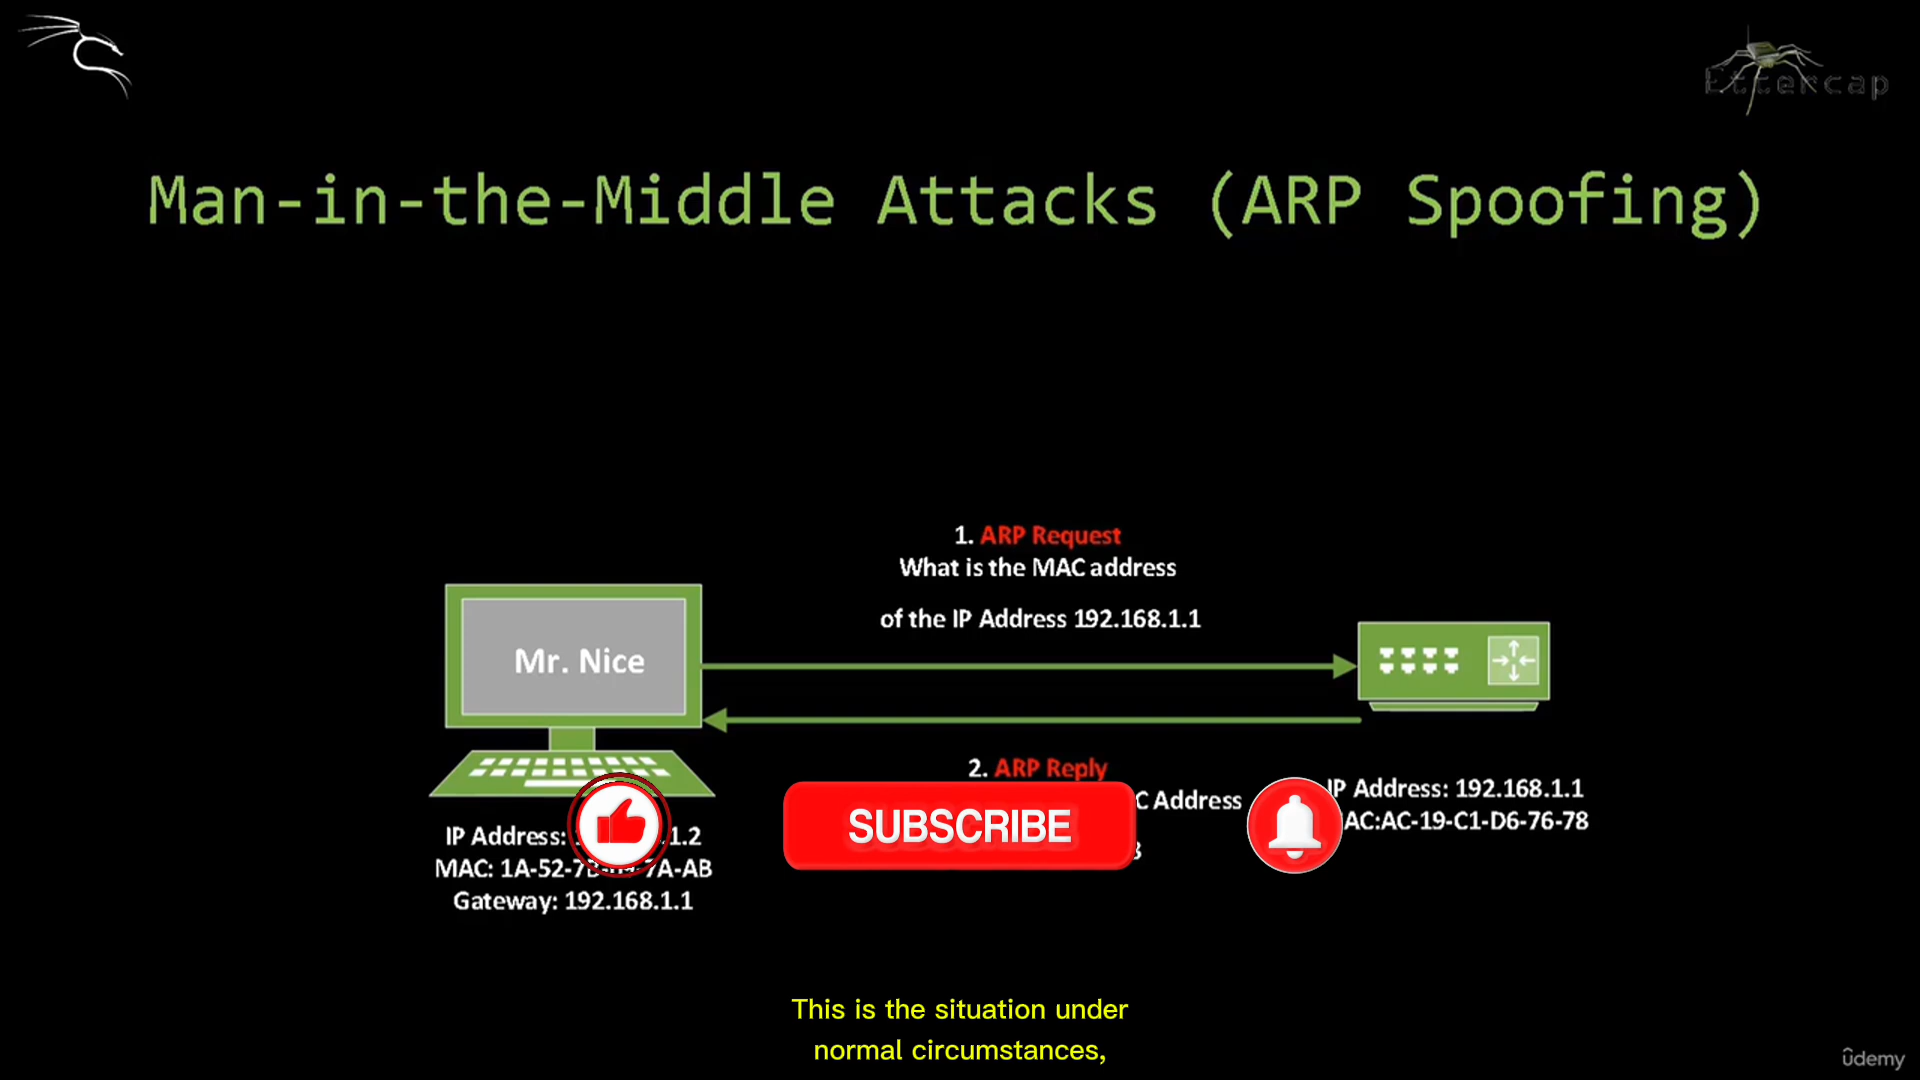 Ettercap
Man-in-the-Middle Attacks (ARP Spoofing)
1. ARP Request
What is the MAC address
of the IP Address 192.168.1.1
Mr. Nice
2. ARP Reply
C Address
SUBSCRIBE
IP Address: 192.168.1.1
AC:AC-19-C1-D6-76-78
IP Address: 1.2
MAC: 1A-52-7 7A-AB
Gateway: 192.168.1.1
This is the situation under
normal circumstances,
ûdemy